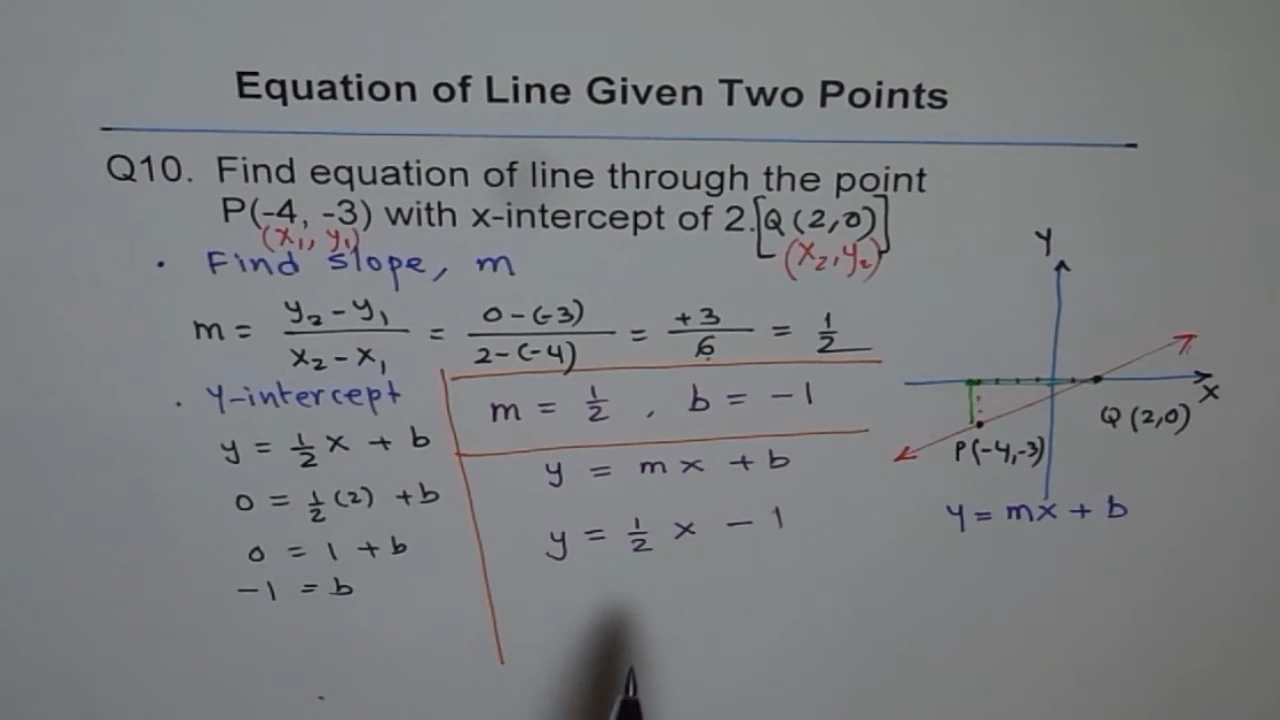 Equation of Line Given Two Points
Q10. Find equation of line through the point
P(-4, -3) with x-intercept of 2. [Q (2,0)]
(x₁, y₁) (x₂, y₂)
· Find slope, m
m = (y₂ - y₁)/(x₂ - x₁) = (0 - (-3))/(2 - (-4)) = +3/6 = 1/2
· Y-intercept
y = 1/2 x + b
0 = 1/2 (2) + b
0 = 1 + b
-1 = b
m = 1/2 , b = -1
y = mx + b
y = 1/2 x - 1
Y
X
Q (2,0)
P(-4,-3)
y = mx + b